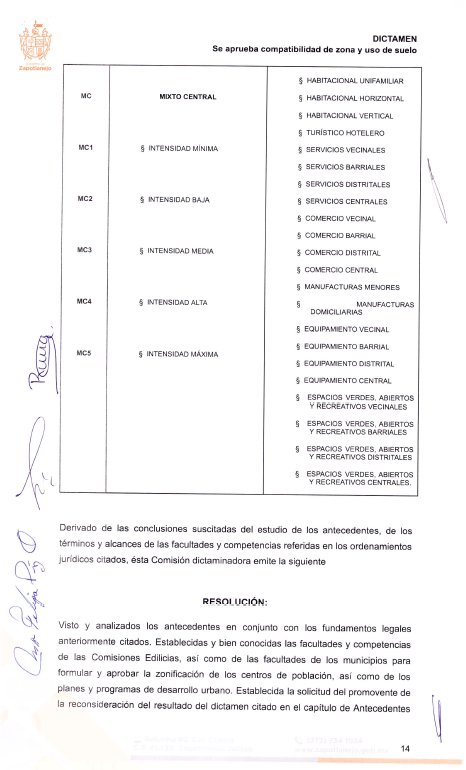 Zapotlanejo
DICTAMEN
Se aprueba compatibilidad de zona y uso de suelo
§ HABITACIONAL UNIFAMILIAR
MC MIXTO CENTRAL § HABITACIONAL HORIZONTAL
§ HABITACIONAL VERTICAL
§ TURÍSTICO HOTELERO
MC1 § INTENSIDAD MÍNIMA § SERVICIOS VECINALES
§ SERVICIOS BARRIALES
§ SERVICIOS DISTRITALES
MC2 § INTENSIDAD BAJA § SERVICIOS CENTRALES
§ COMERCIO VECINAL
§ COMERCIO BARRIAL
MC3 § INTENSIDAD MEDIA § COMERCIO DISTRITAL
§ COMERCIO CENTRAL
§ MANUFACTURAS MENORES
MC4 § INTENSIDAD ALTA § MANUFACTURAS
DOMICILIARIAS
§ EQUIPAMIENTO VECINAL
MC5 § INTENSIDAD MÁXIMA § EQUIPAMIENTO BARRIAL
§ EQUIPAMIENTO DISTRITAL
§ EQUIPAMIENTO CENTRAL
§ ESPACIOS VERDES, ABIERTOS
Y RECREATIVOS VECINALES
§ ESPACIOS VERDES, ABIERTOS
Y RECREATIVOS BARRIALES
§ ESPACIOS VERDES, ABIERTOS
Y RECREATIVOS DISTRITALES
§ ESPACIOS VERDES, ABIERTOS
Y RECREATIVOS CENTRALES.
Derivado de las conclusiones suscitadas del estudio de los antecedentes, de los
términos y alcances de las facultades y competencias referidas en los ordenamientos
jurídicos citados, ésta Comisión dictaminadora emite la siguiente
RESOLUCIÓN:
Visto y analizados los antecedentes en conjunto con los fundamentos legales
anteriormente citados. Establecidas y bien conocidas las facultades y competencias
de las Comisiones Edilicias, así como de las facultades de los municipios para
formular y aprobar la zonificación de los centros de población, así como de los
planes y programas de desarrollo urbano. Establecida la solicitud del promovente de
la reconsideración del resultado del dictamen citado en el capítulo de Antecedentes
14